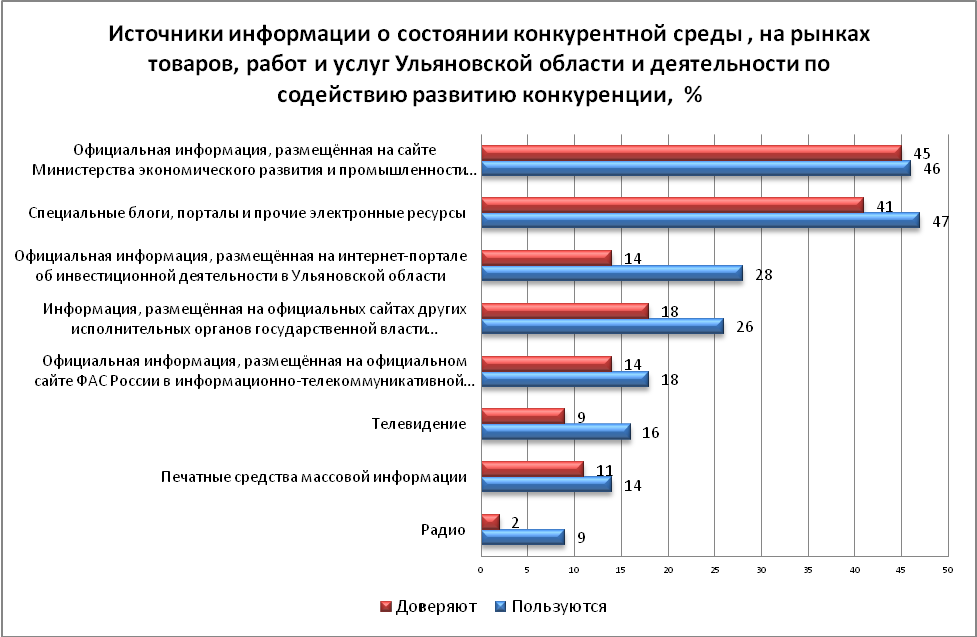 Источники информации о состоянии конкурентной среды , на рынках
товаров, работ и услуг Ульяновской области и деятельности по
содействию развитию конкуренции,  %
Официальная информация, размещённая на сайте
Министерства экономического развития и промышленности...
45
46
Специальные блоги, порталы и прочие электронные ресурсы
41
47
Официальная информация, размещённая на интернет-портале
об инвестиционной деятельности в Ульяновской области
14
28
Информация, размещённая на официальных сайтах других
исполнительных органов государственной власти...
18
26
Официальная информация, размещённая на официальном
сайте ФАС России в информационно-телекоммуникативной...
14
18
Телевидение
9
16
Печатные средства массовой информации
11
14
Радио
2
9
0 5 10 15 20 25 30 35 40 45 50
Доверяют Пользуются